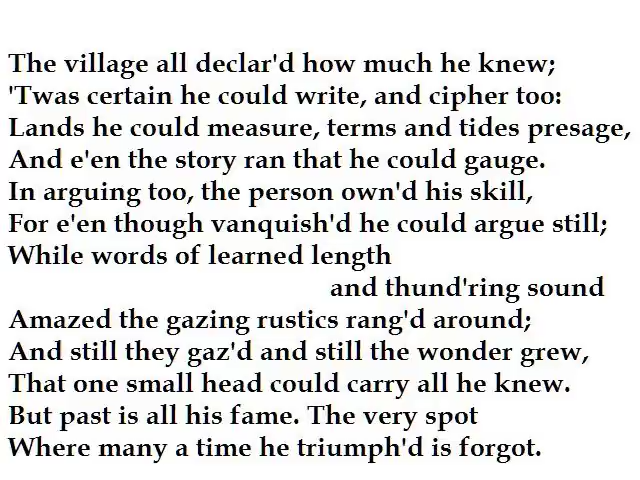 The village all declar'd how much he knew;
'Twas certain he could write, and cipher too:
Lands he could measure, terms and tides presage,
And e'en the story ran that he could gauge.
In arguing too, the person own'd his skill,
For e'en though vanquish'd he could argue still;
While words of learned length
and thund'ring sound
Amazed the gazing rustics rang'd around;
And still they gaz'd and still the wonder grew,
That one small head could carry all he knew.
But past is all his fame. The very spot
Where many a time he triumph'd is forgot.